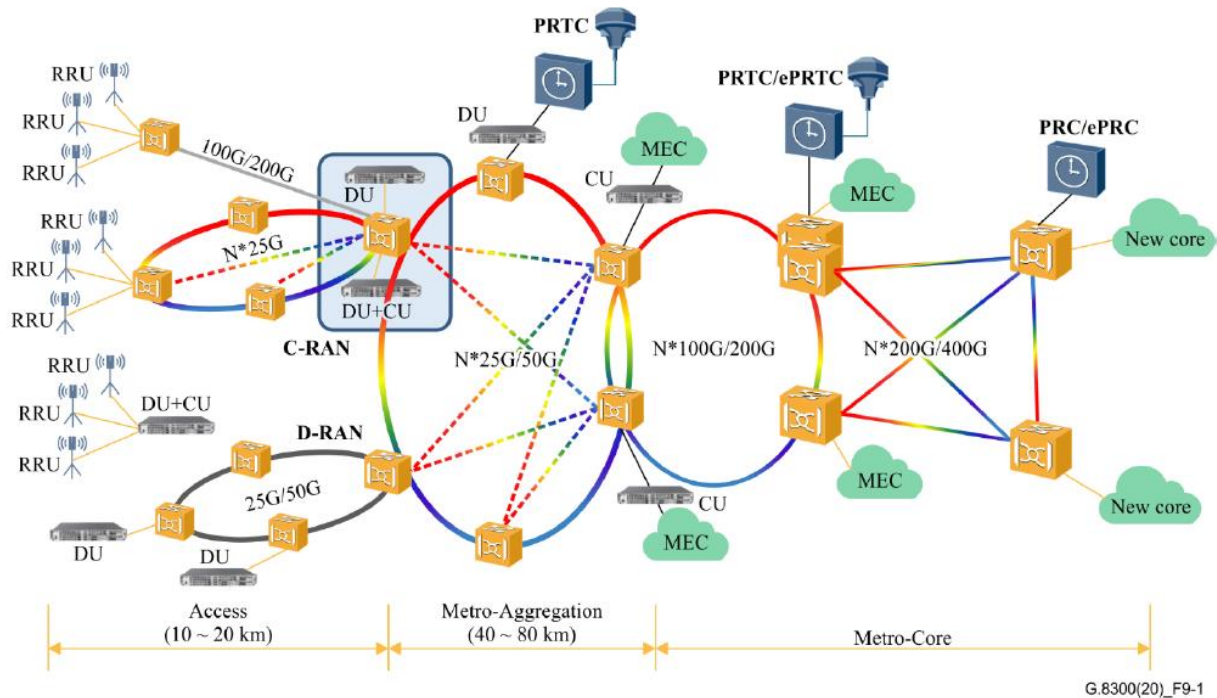 PRTC
PRTC/ePRTC
PRC/ePRC
RRU
RRU
RRU
100G/200G
DU
DU
MEC
CU
MEC
New core
RRU
RRU
RRU
N*25G
DU+CU
C-RAN
N*25G/50G
N*100G/200G
N*200G/400G
RRU
RRU
RRU
DU+CU
D-RAN
25G/50G
DU
DU
CU
MEC
MEC
New core
Access
(10 ~ 20 km)
Metro-Aggregation
(40 ~ 80 km)
Metro-Core
G.8300(20)_F9-1